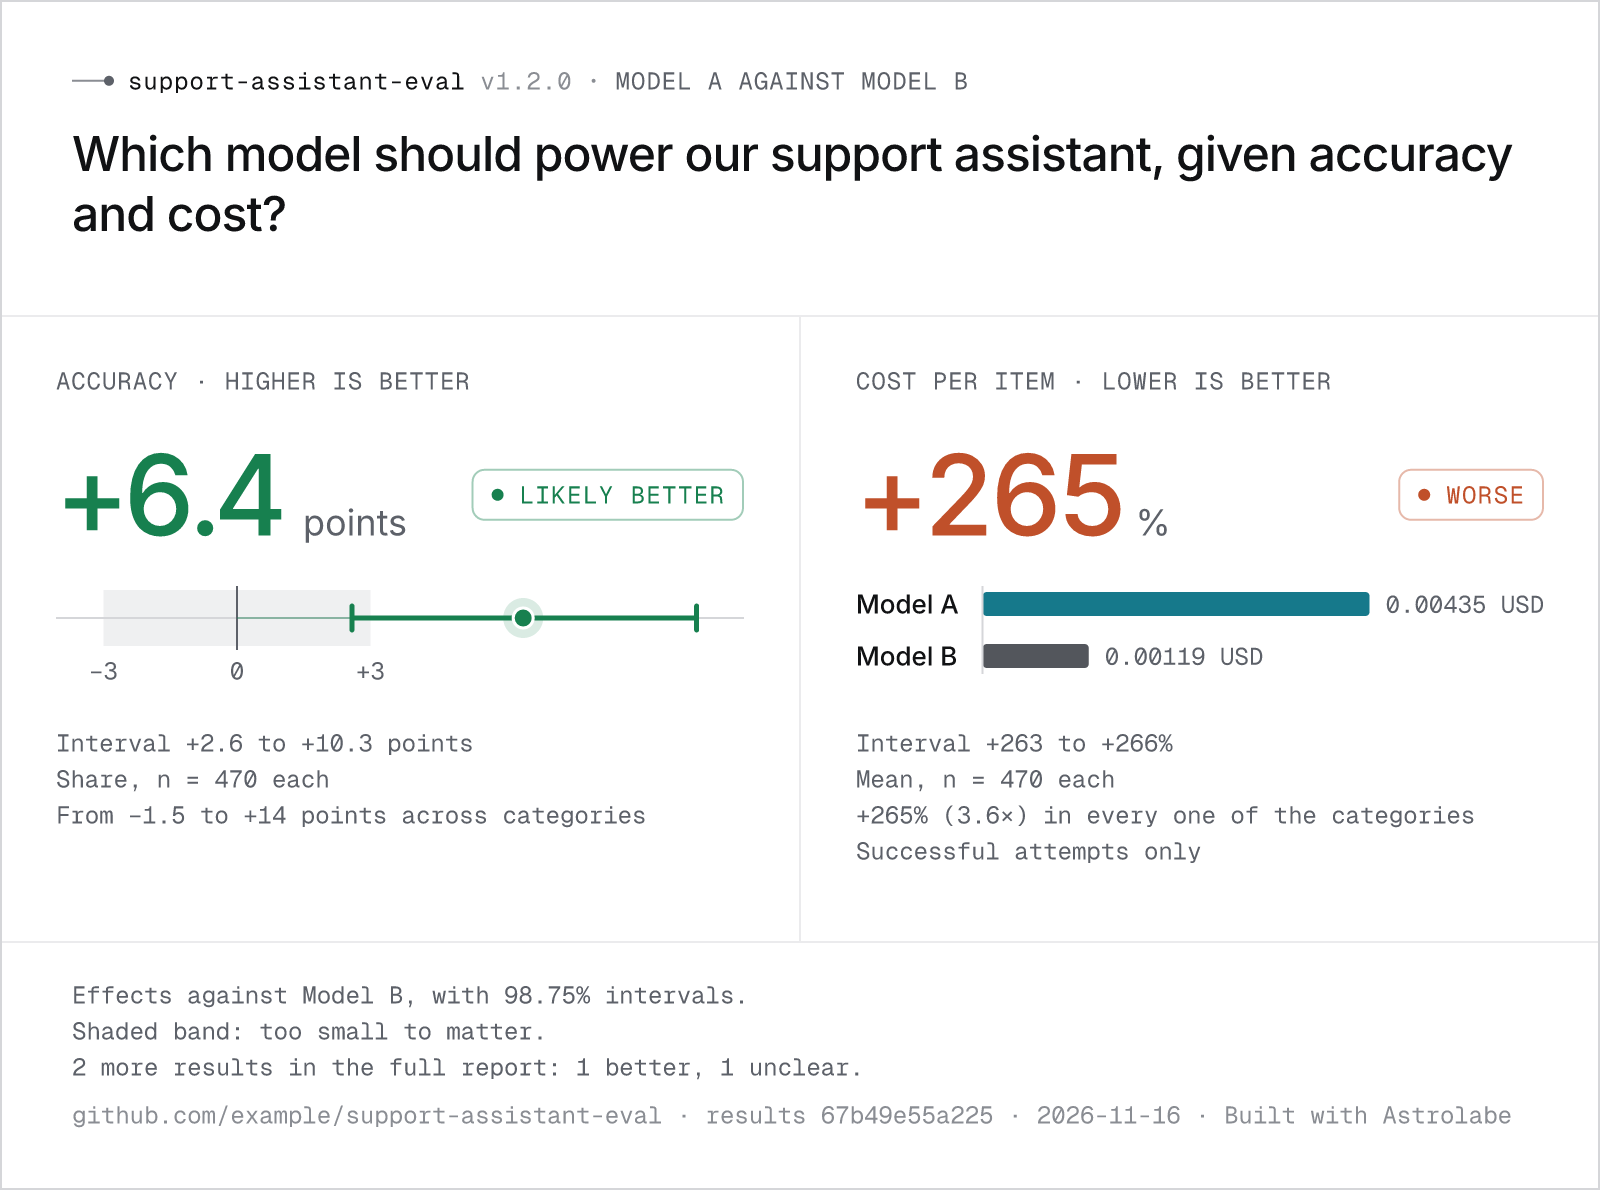 support-assistant-eval v1.2.0 · MODEL A AGAINST MODEL B
Which model should power our support assistant, given accuracy
and cost?
ACCURACY · HIGHER IS BETTER
+6.4 points
LIKELY BETTER
−3
0
+3
Interval +2.6 to +10.3 points
Share, n = 470 each
From −1.5 to +14 points across categories
COST PER ITEM · LOWER IS BETTER
+265 %
WORSE
Model A 0.00435 USD
Model B 0.00119 USD
Interval +263 to +266%
Mean, n = 470 each
+265% (3.6×) in every one of the categories
Successful attempts only
Effects against Model B, with 98.75% intervals.
Shaded band: too small to matter.
2 more results in the full report: 1 better, 1 unclear.
github.com/example/support-assistant-eval · results 67b49e55a225 · 2026-11-16 · Built with Astrolabe